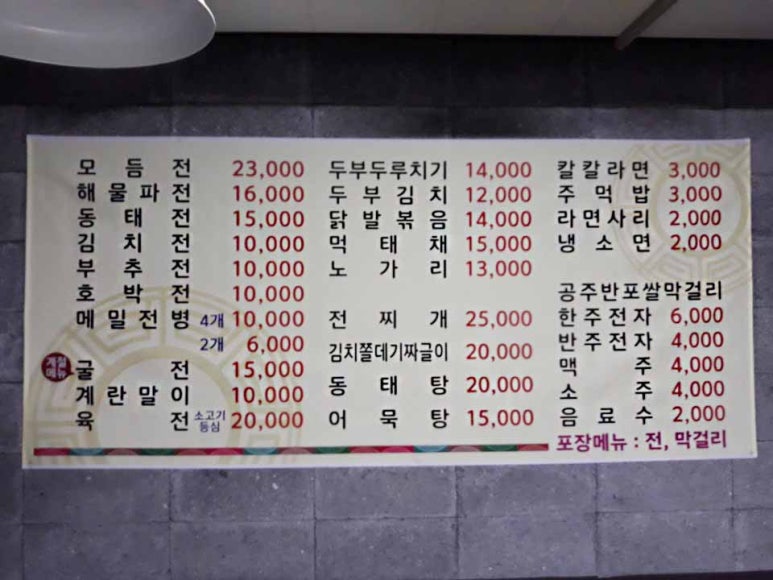 모듬전 23,000
해물파전 16,000
동태전 15,000
김치전 10,000
부추전 10,000
호박전 10,000
메밀전병 4개 10,000
2개 6,000
계절메뉴 굴전 15,000
계란말이 10,000
육전 소고기 등심 20,000
두부두루치기 14,000
두부김치 12,000
닭발볶음 14,000
먹태채 15,000
노가리 13,000
전찌개 25,000
김치쫄데기짜글이 20,000
동태탕 20,000
어묵탕 15,000
칼칼라면 3,000
주먹밥 3,000
라면사리 2,000
냉소면 2,000
공주반포쌀막걸리
한주전자 6,000
반주전자 4,000
맥주 4,000
소주 4,000
음료수 2,000
포장메뉴 : 전, 막걸리